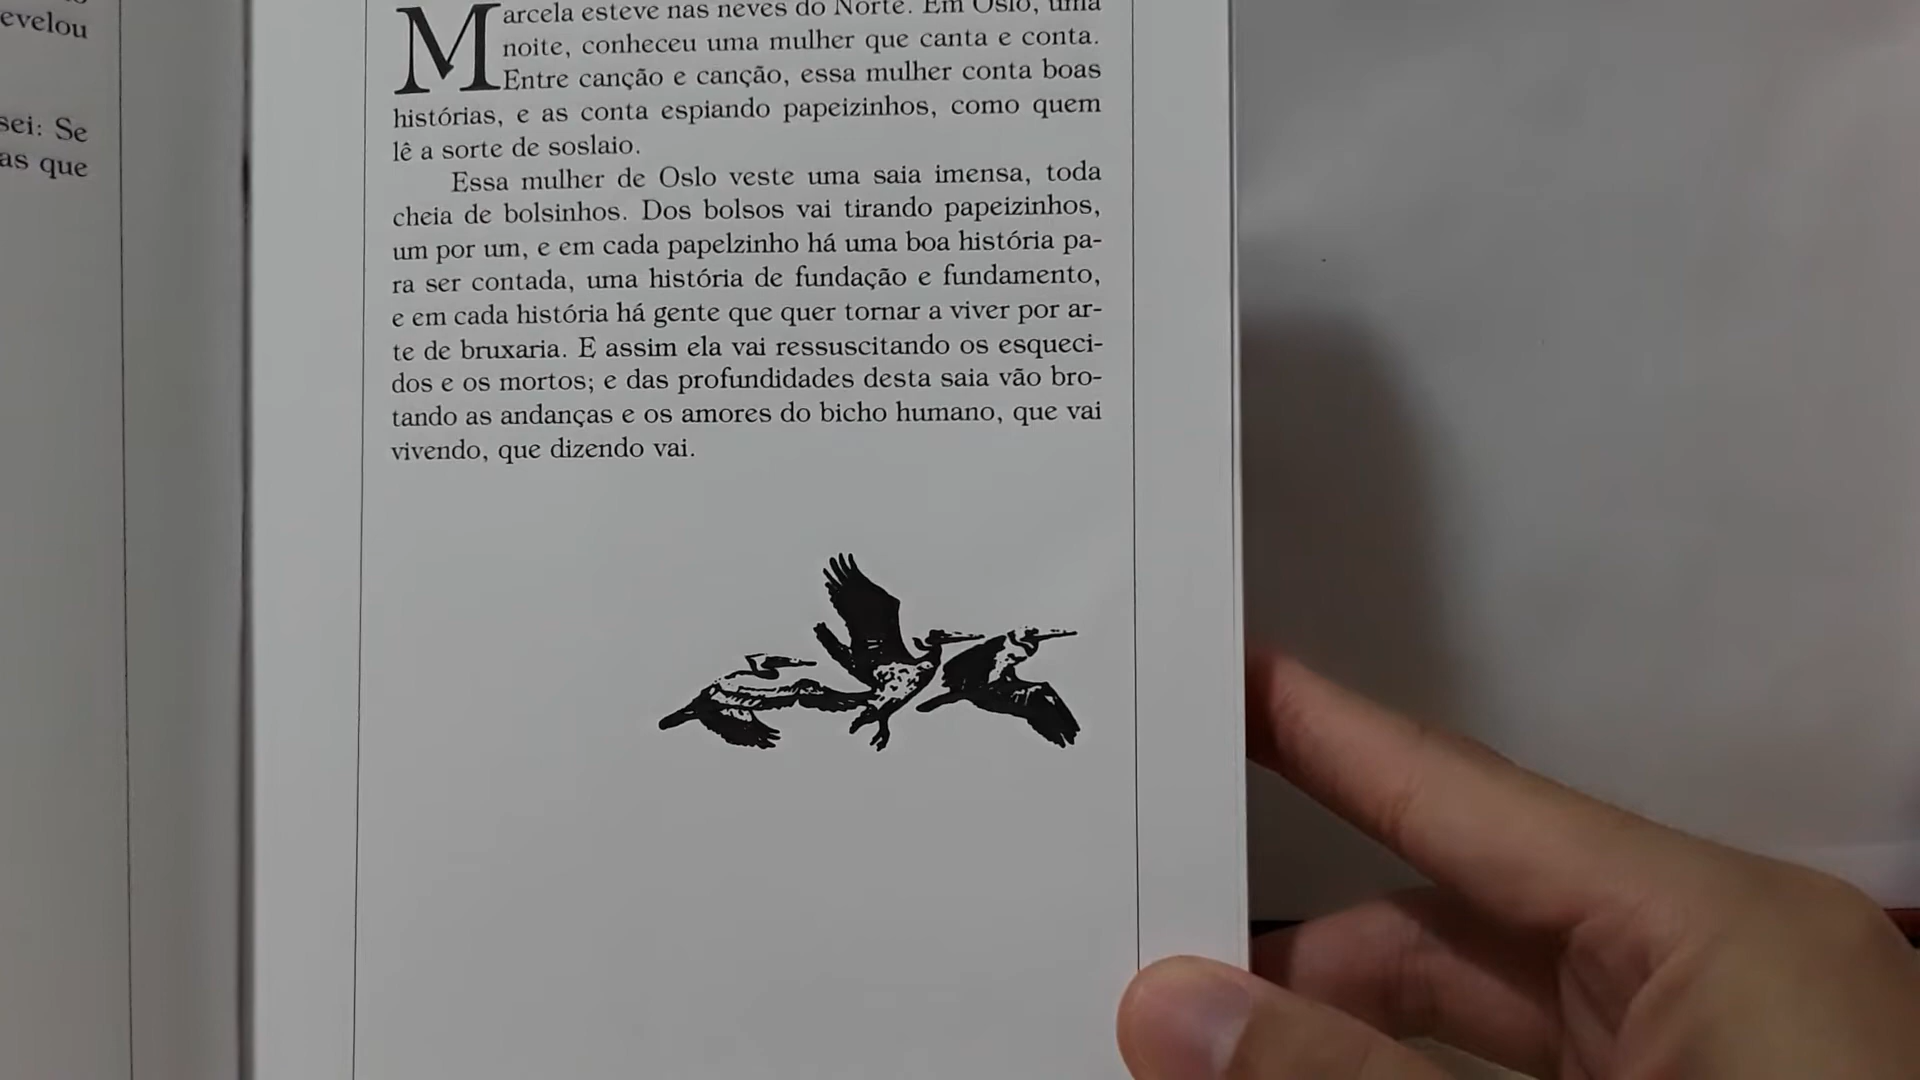 evelou
sei: Se
as que
Marcela esteve nas neves do Norte. Em Oslo, uma
noite, conheceu uma mulher que canta e conta.
Entre canção e canção, essa mulher conta boas
histórias, e as conta espiando papeizinhos, como quem
lê a sorte de soslaio.
Essa mulher de Oslo veste uma saia imensa, toda
cheia de bolsinhos. Dos bolsos vai tirando papeizinhos,
um por um, e em cada papelzinho há uma boa história pa-
ra ser contada, uma história de fundação e fundamento,
e em cada história há gente que quer tornar a viver por ar-
te de bruxaria. E assim ela vai ressuscitando os esqueci-
dos e os mortos; e das profundidades desta saia vão bro-
tando as andanças e os amores do bicho humano, que vai
vivendo, que dizendo vai.